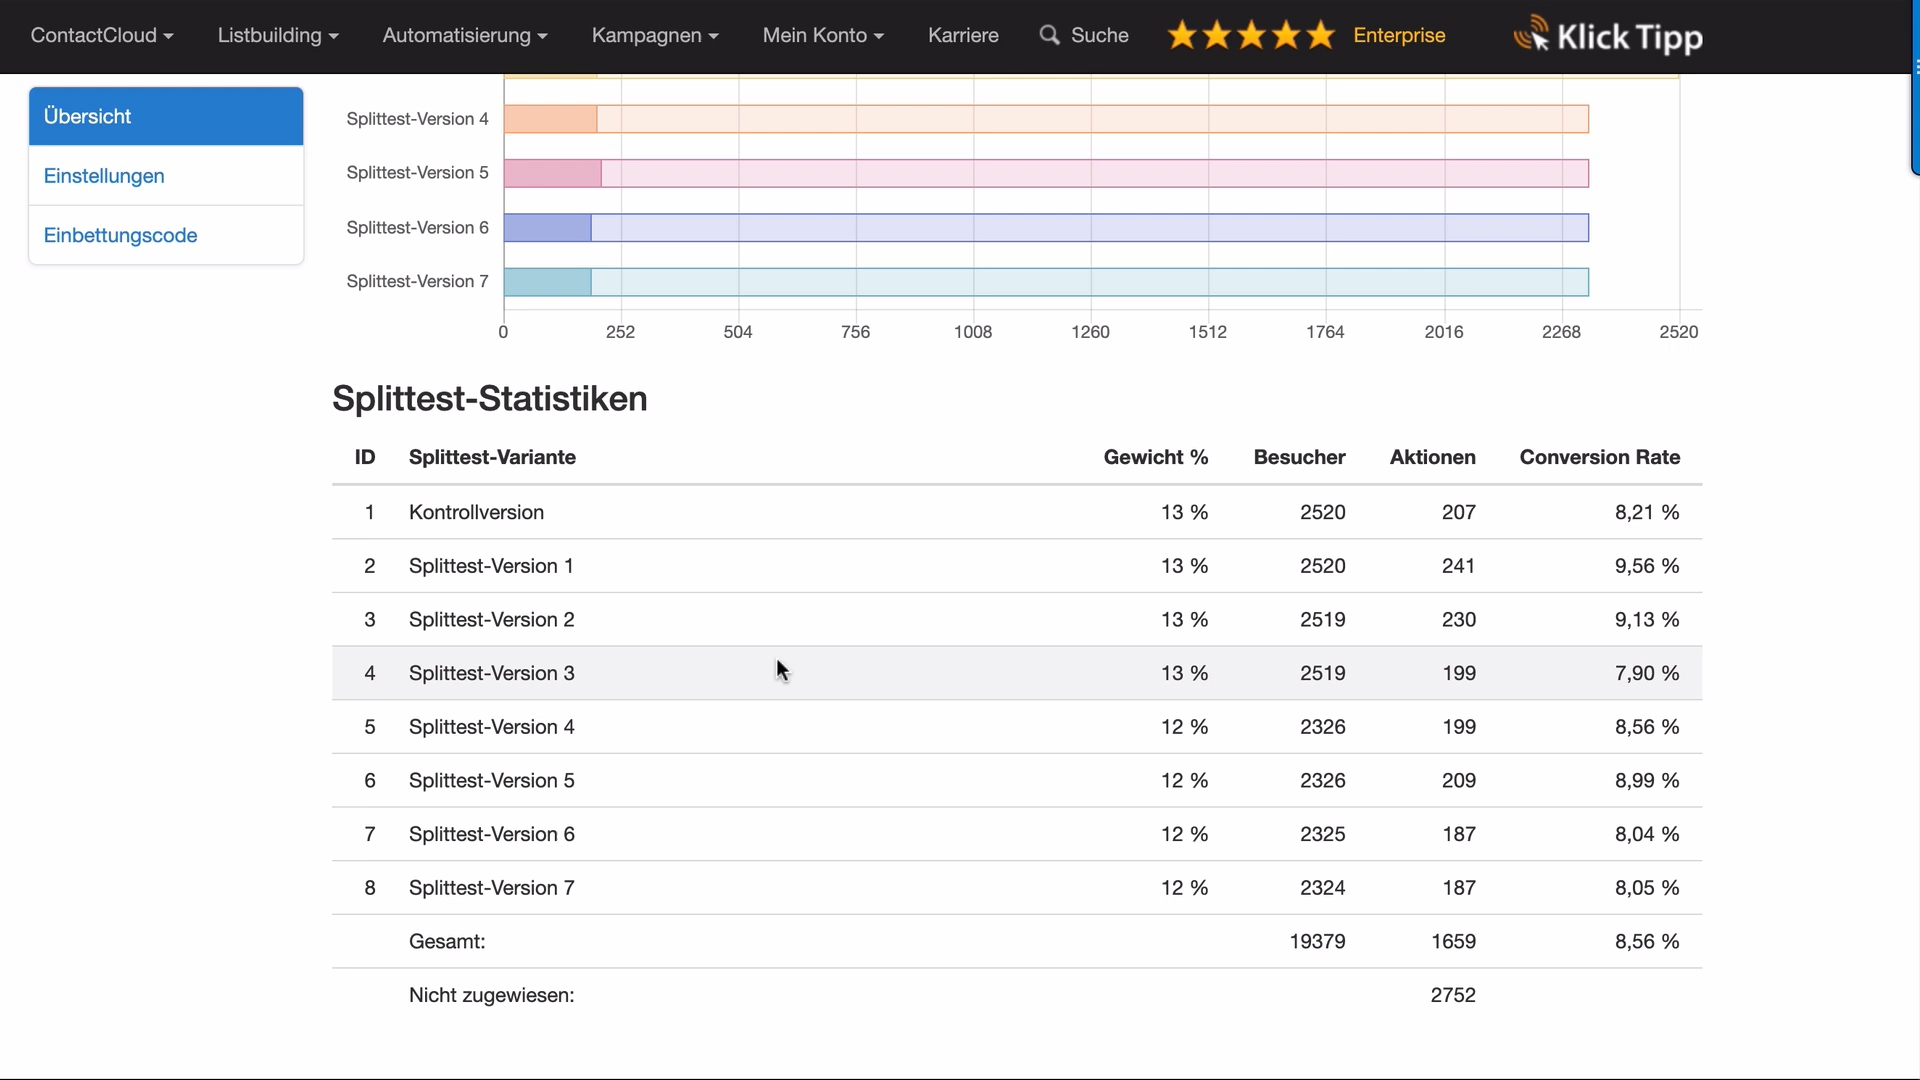 ContactCloud Listbuilding Automatisierung Kampagnen Mein Konto Karriere Suche Enterprise Klick Tipp
Übersicht
Einstellungen
Einbettungscode
Splittest-Version 4
Splittest-Version 5
Splittest-Version 6
Splittest-Version 7
0 252 504 756 1008 1260 1512 1764 2016 2268 2520
Splittest-Statistiken
ID Splittest-Variante Gewicht % Besucher Aktionen Conversion Rate
1 Kontrollversion 13 % 2520 207 8,21 %
2 Splittest-Version 1 13 % 2520 241 9,56 %
3 Splittest-Version 2 13 % 2519 230 9,13 %
4 Splittest-Version 3 13 % 2519 199 7,90 %
5 Splittest-Version 4 12 % 2326 199 8,56 %
6 Splittest-Version 5 12 % 2326 209 8,99 %
7 Splittest-Version 6 12 % 2325 187 8,04 %
8 Splittest-Version 7 12 % 2324 187 8,05 %
Gesamt: 19379 1659 8,56 %
Nicht zugewiesen: 2752